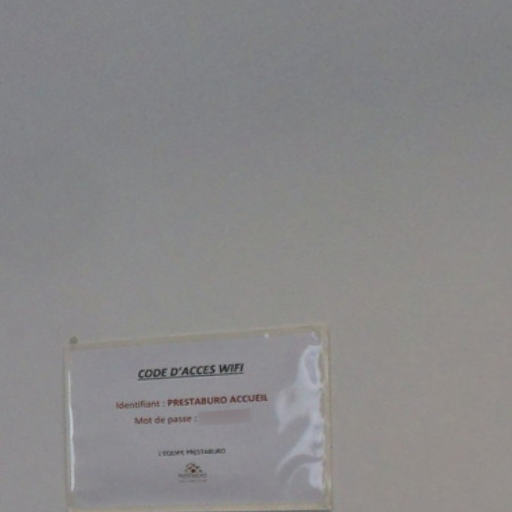 CODE D'ACCES WIFI
Identifiant : PRESTABURO ACCUEIL
Mot de passe :
L'EQUIPE PRESTABURO